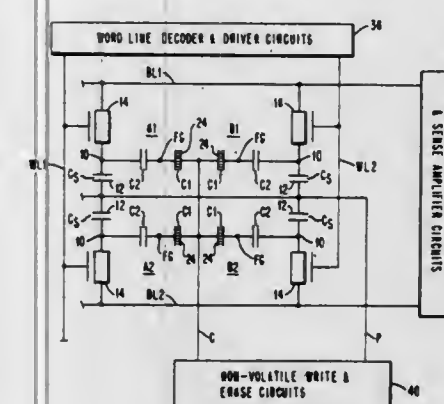 WORD LINE DECODER & DRIVER CIRCUITS
36
BL1
14 A1 24 B1 14
WL1 10 FG 24 FG 10 WL2
CS 12 C2 C1 C1 C2 12 CS
CS 12 C2 C1 C1 C2 12 CS
10 FG 24 24 FG 10
A2 B2
14 14
BL2
& SENSE AMPLIFIER CIRCUITS
C P
NON-VOLATILE WRITE &
ERASE CIRCUITS
40